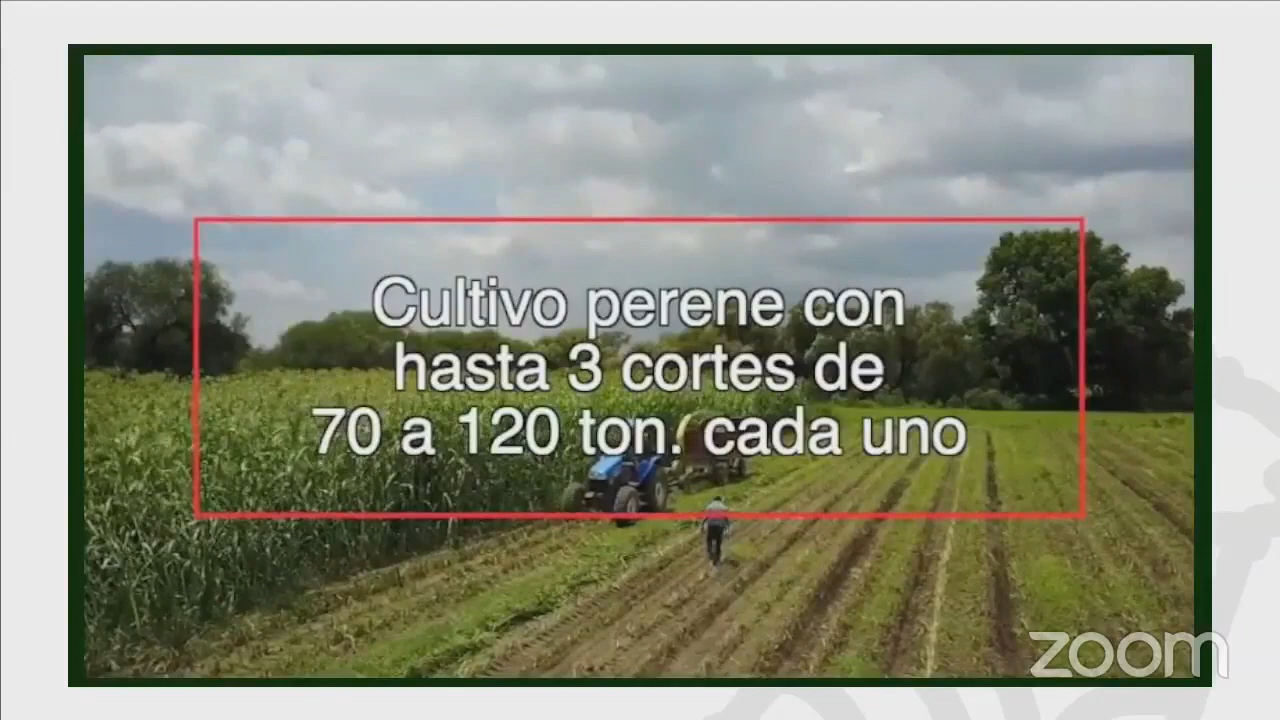 Cultivo perene con
hasta 3 cortes de
70 a 120 ton. cada uno
zoom